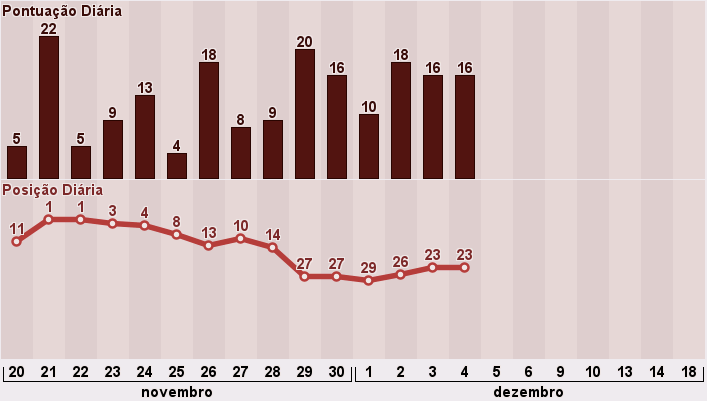 Pontuação Diária
5 22 5 9 13 4 18 8 9 20 16 10 18 16 16
Posição Diária
11 1 1 3 4 8 13 10 14 27 27 29 26 23 23
20 21 22 23 24 25 26 27 28 29 30 1 2 3 4 5 6 9 10 13 14 18
novembro dezembro